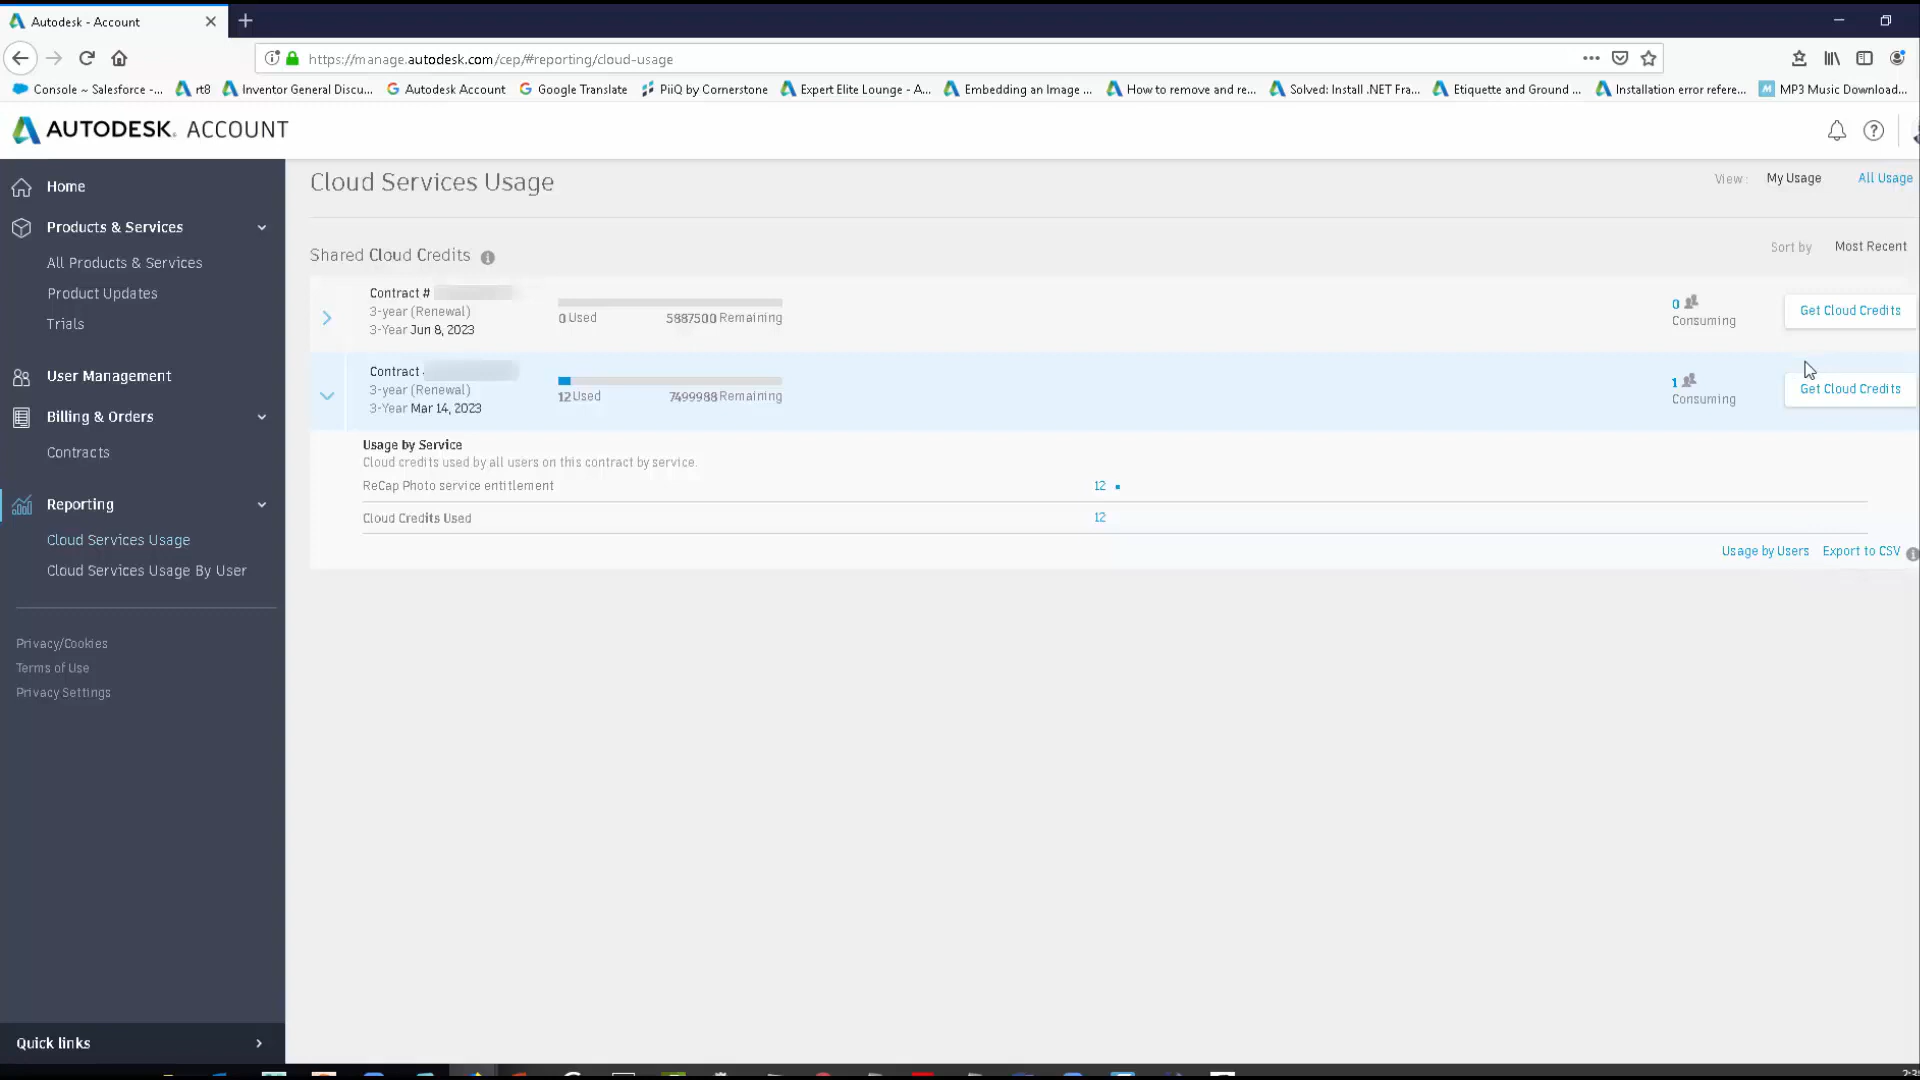 Autodesk - Account
https://manage.autodesk.com/cep/#reporting/cloud-usage
Console ~ Salesforce -...
rt8
Inventor General Discu...
Autodesk Account
Google Translate
PiiQ by Cornerstone
Expert Elite Lounge - A...
Embedding an Image ...
How to remove and re...
Solved: Install .NET Fra...
Etiquette and Ground ...
Installation error refere...
MP3 Music Download...
AUTODESK. ACCOUNT
Home
Products & Services
All Products & Services
Product Updates
Trials
User Management
Billing & Orders
Contracts
Reporting
Cloud Services Usage
Cloud Services Usage By User
Privacy/Cookies
Terms of Use
Privacy Settings
Quick links
Cloud Services Usage
View : My Usage All Usage
Shared Cloud Credits
Sort by Most Recent
Contract #
3-year (Renewal)
3-Year Jun 8, 2023
0 Used 5887500 Remaining
0
Consuming
Get Cloud Credits
Contract
3-year (Renewal)
3-Year Mar 14, 2023
12 Used 7499988 Remaining
1
Consuming
Get Cloud Credits
Usage by Service
Cloud credits used by all users on this contract by service.
ReCap Photo service entitlement 12
Cloud Credits Used 12
Usage by Users Export to CSV